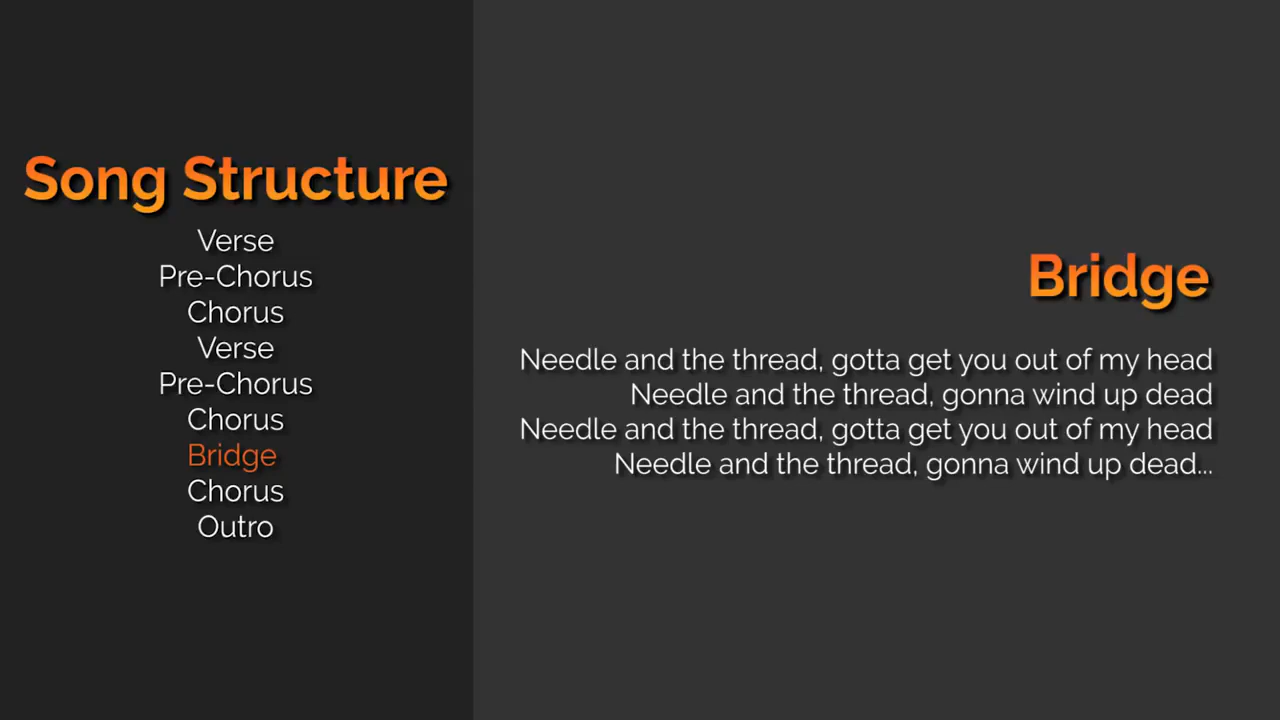 Song Structure
Verse
Pre-Chorus
Chorus
Verse
Pre-Chorus
Chorus
Bridge
Chorus
Outro
Bridge
Needle and the thread, gotta get you out of my head
Needle and the thread, gonna wind up dead
Needle and the thread, gotta get you out of my head
Needle and the thread, gonna wind up dead...